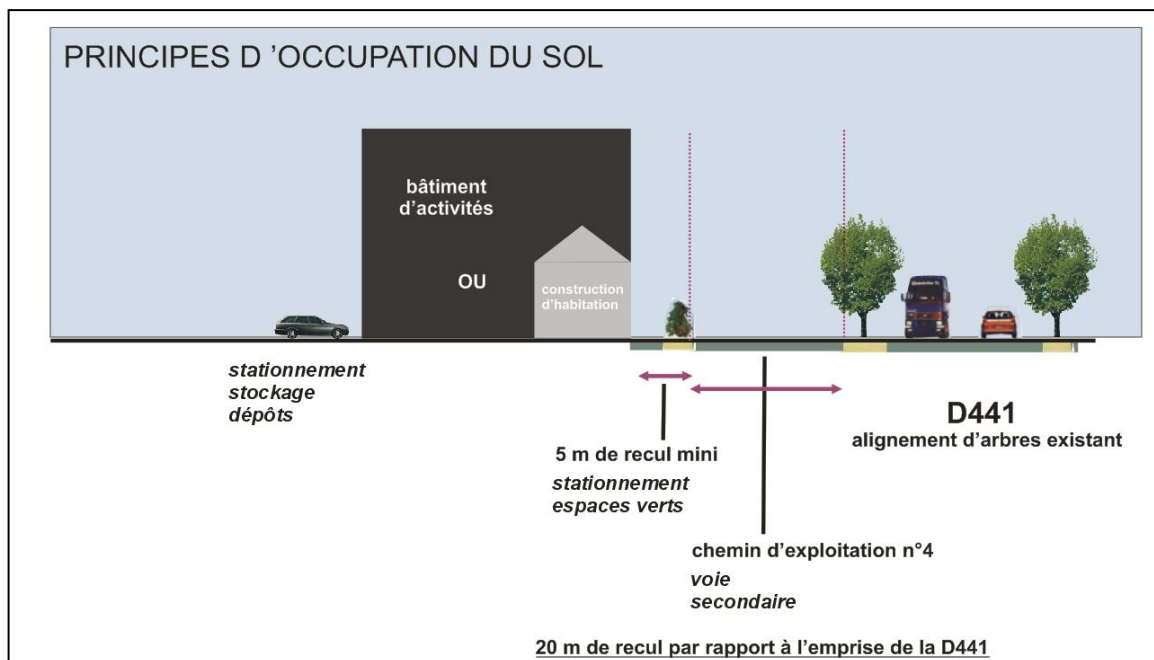 PRINCIPES D ’OCCUPATION DU SOL
bâtiment
d’activités
OU
construction
d’habitation
stationnement
stockage
dépôts
5 m de recul mini
stationnement
espaces verts
D441
alignement d’arbres existant
chemin d’exploitation n°4
voie
secondaire
20 m de recul par rapport à l’emprise de la D441